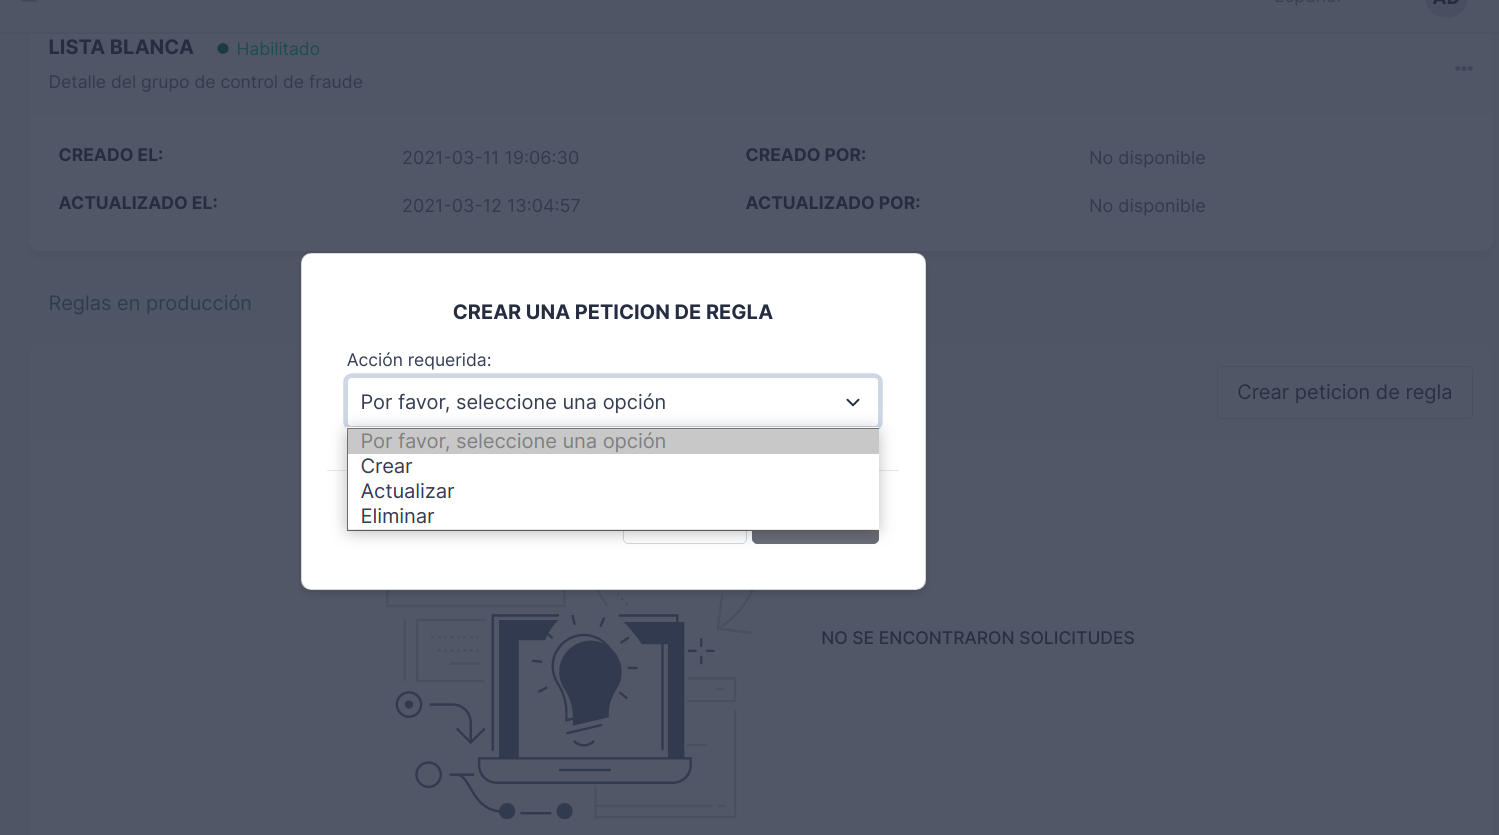 LISTA BLANCA ● Habilitado
Detalle del grupo de control de fraude
CREADO EL: 2021-03-11 19:06:30 CREADO POR: No disponible
ACTUALIZADO EL: 2021-03-12 13:04:57 ACTUALIZADO POR: No disponible
Reglas en producción
Crear peticion de regla
CREAR UNA PETICION DE REGLA
Acción requerida:
Por favor, seleccione una opción
Por favor, seleccione una opción
Crear
Actualizar
Eliminar
NO SE ENCONTRARON SOLICITUDES